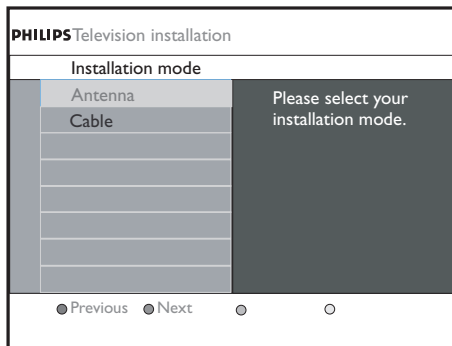 PHILIPS Television installation
Installation mode
Antenna
Cable
Please select your
installation mode.
Previous Next